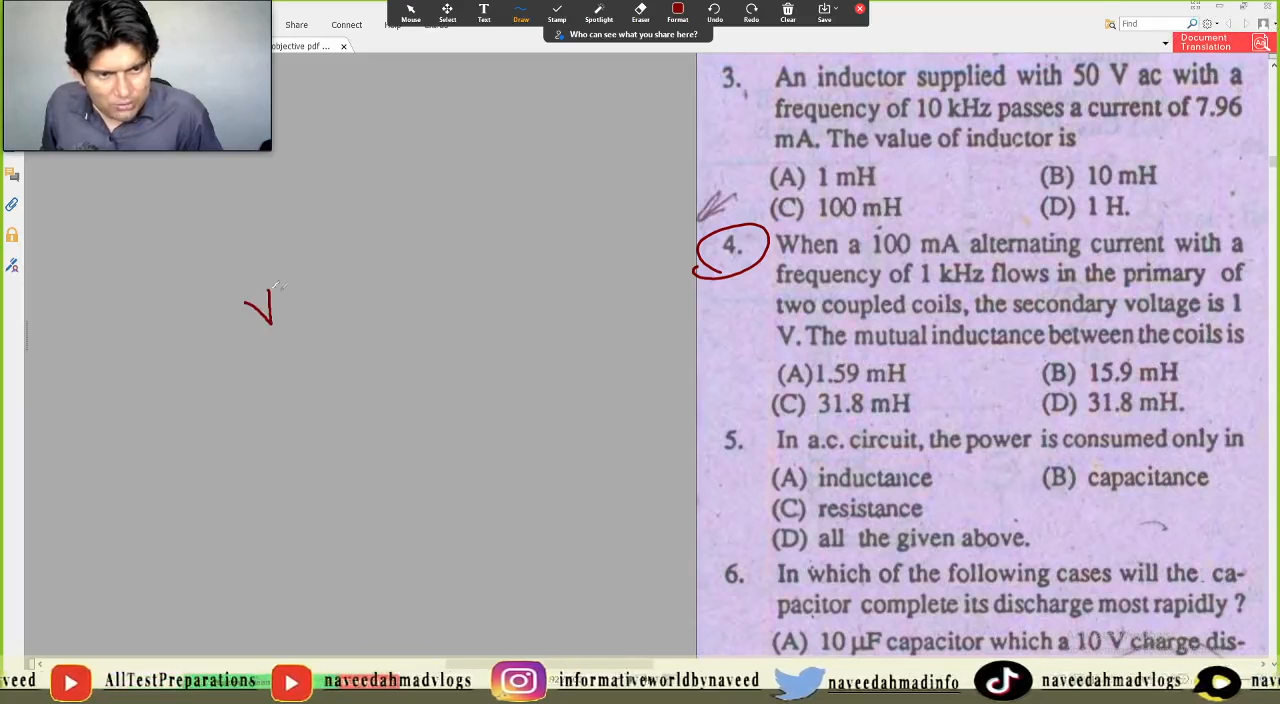 Share Connect
Mouse Select Text Draw Stamp Spotlight Eraser Format Undo Redo Clear Save
Who can see what you share here?
Find
objective pdf ...
Document
Translation
3. An inductor supplied with 50 V ac with a
frequency of 10 kHz passes a current of 7.96
mA. The value of inductor is
(A) 1 mH (B) 10 mH
(C) 100 mH (D) 1 H.
4. When a 100 mA alternating current with a
frequency of 1 kHz flows in the primary of
two coupled coils, the secondary voltage is 1
V. The mutual inductance between the coils is
(A)1.59 mH (B) 15.9 mH
(C) 31.8 mH (D) 31.8 mH.
5. In a.c. circuit, the power is consumed only in
(A) inductance (B) capacitance
(C) resistance
(D) all the given above.
6. In which of the following cases will the ca-
pacitor complete its discharge most rapidly ?
(A) 10 µF capacitor which a 10 V charge dis-
V
veed AllTestPreparations naveedahmadvlogs informativeworldbynaveed naveedahmadinfo naveedahmadvlogs